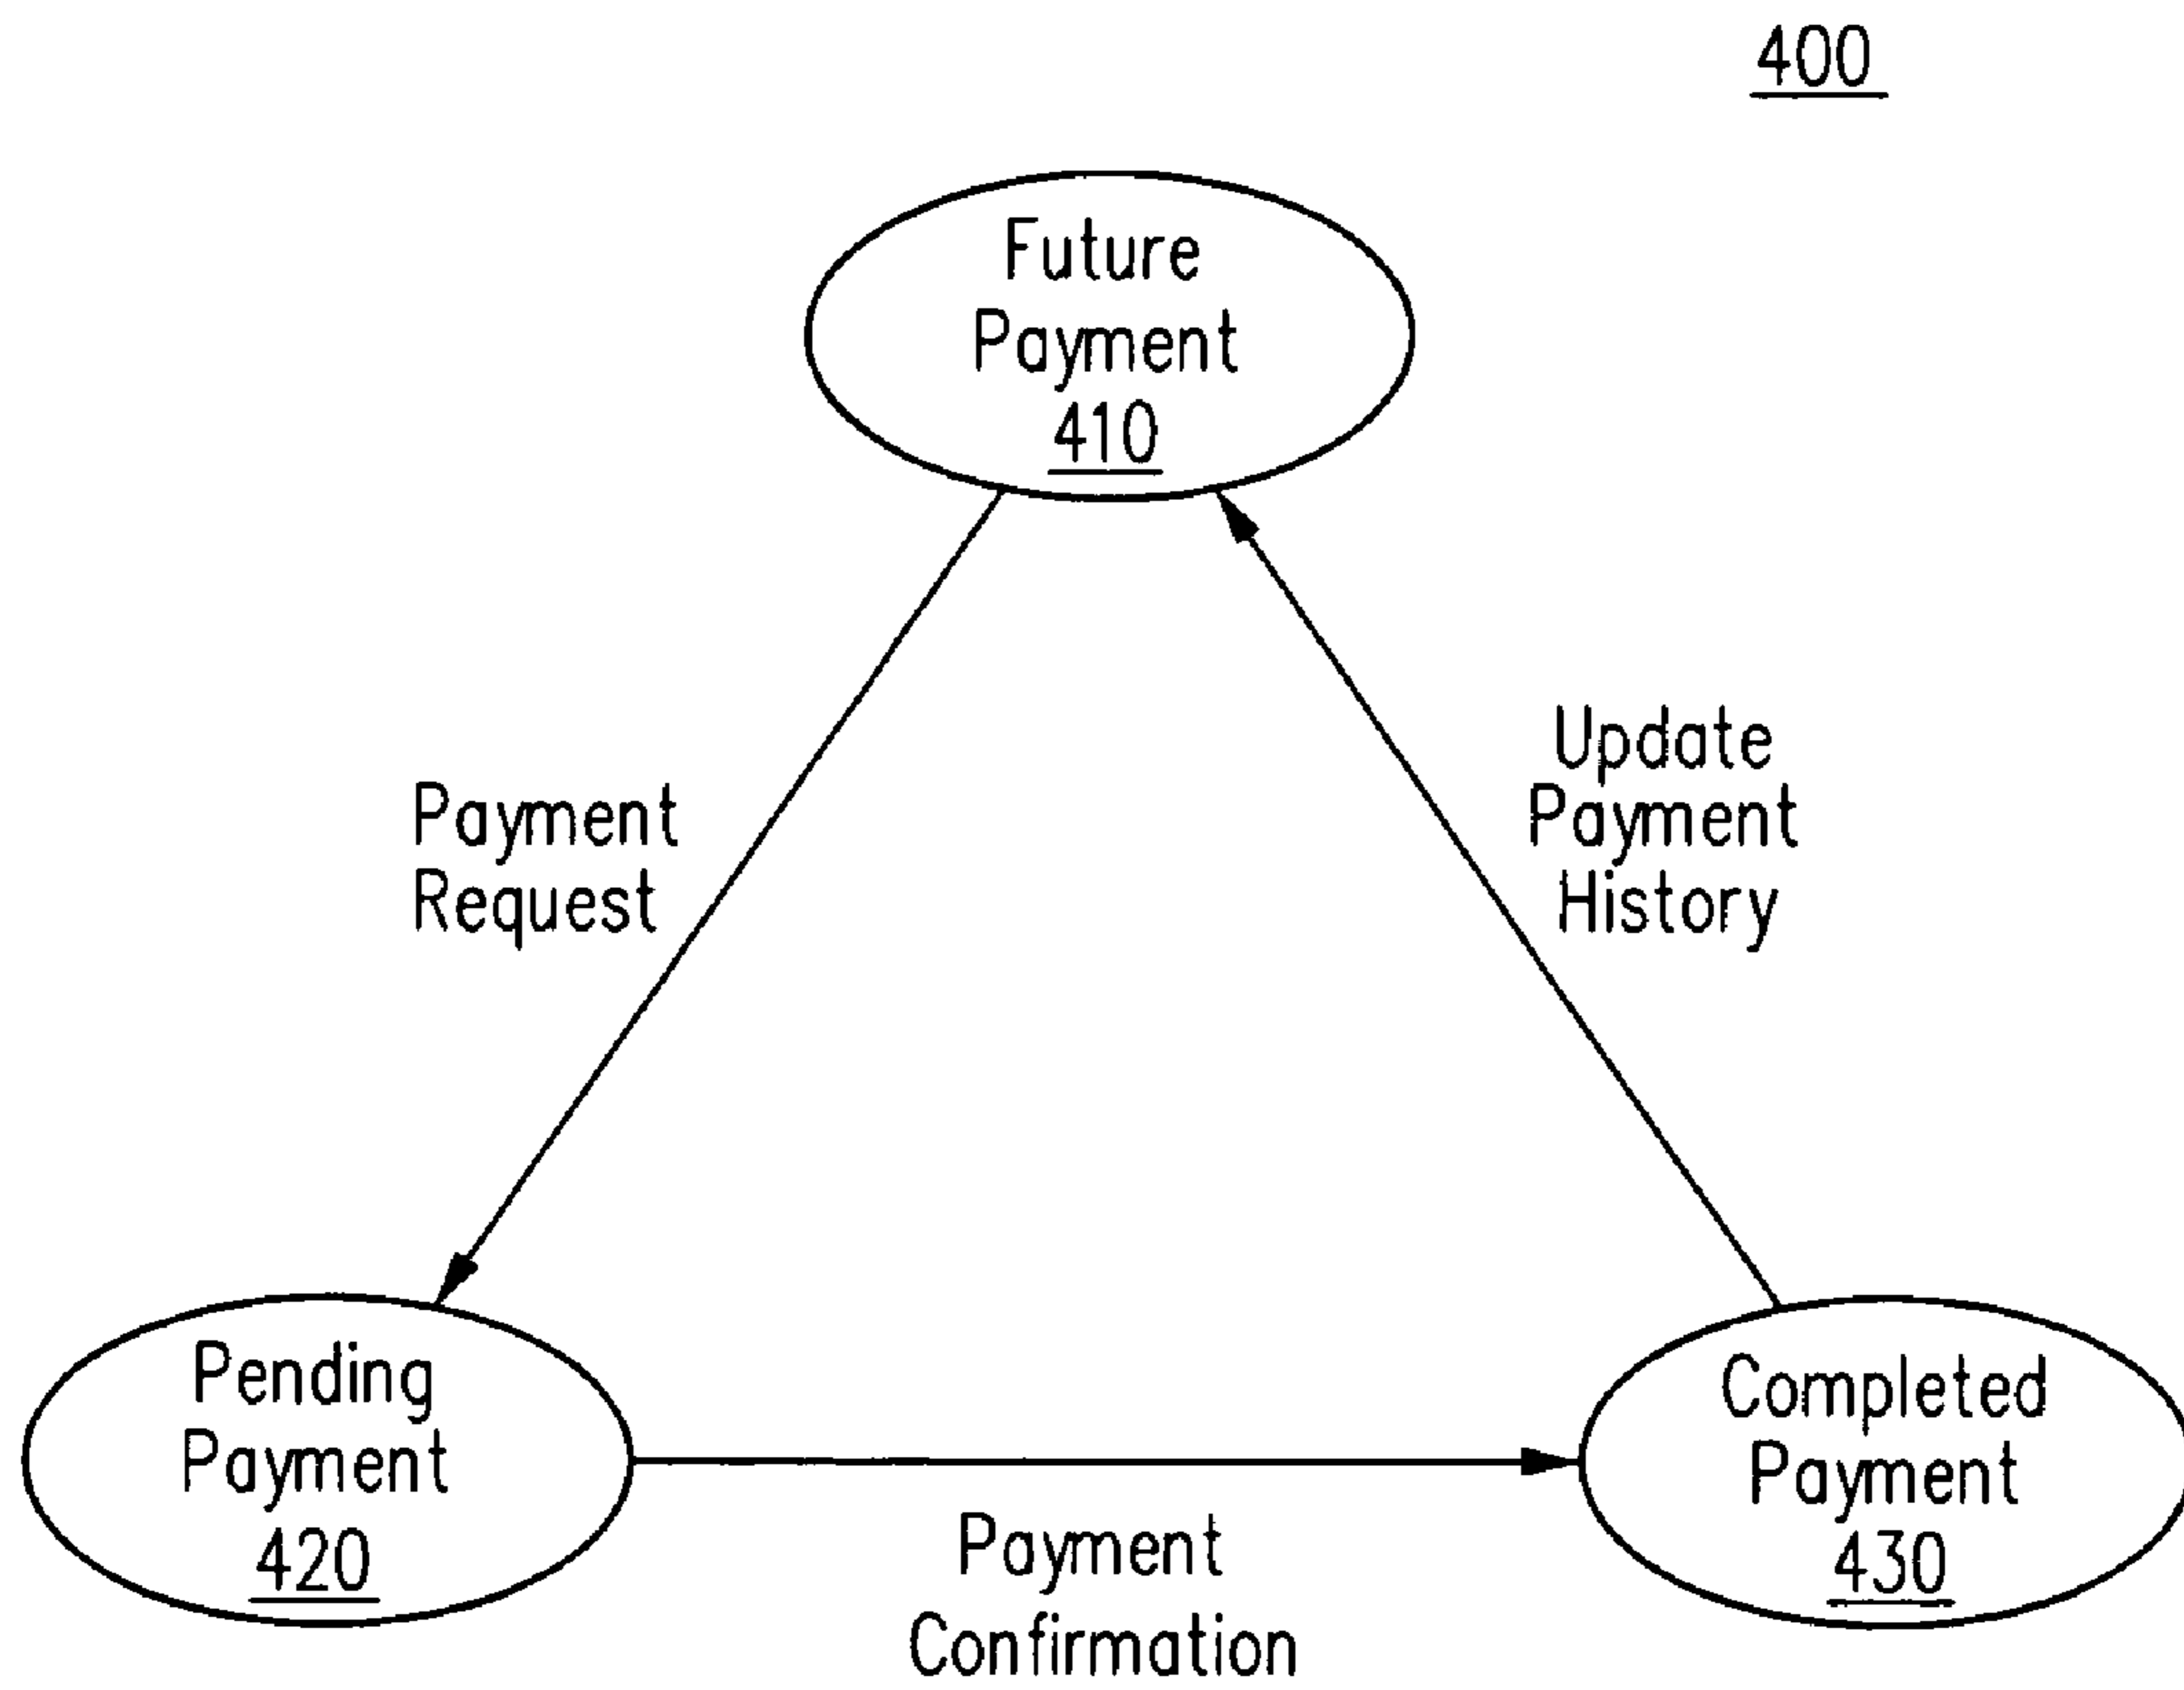 400
Future
Payment
410
Payment
Request
Update
Payment
History
Pending
Payment
420
Payment
Confirmation
Completed
Payment
430